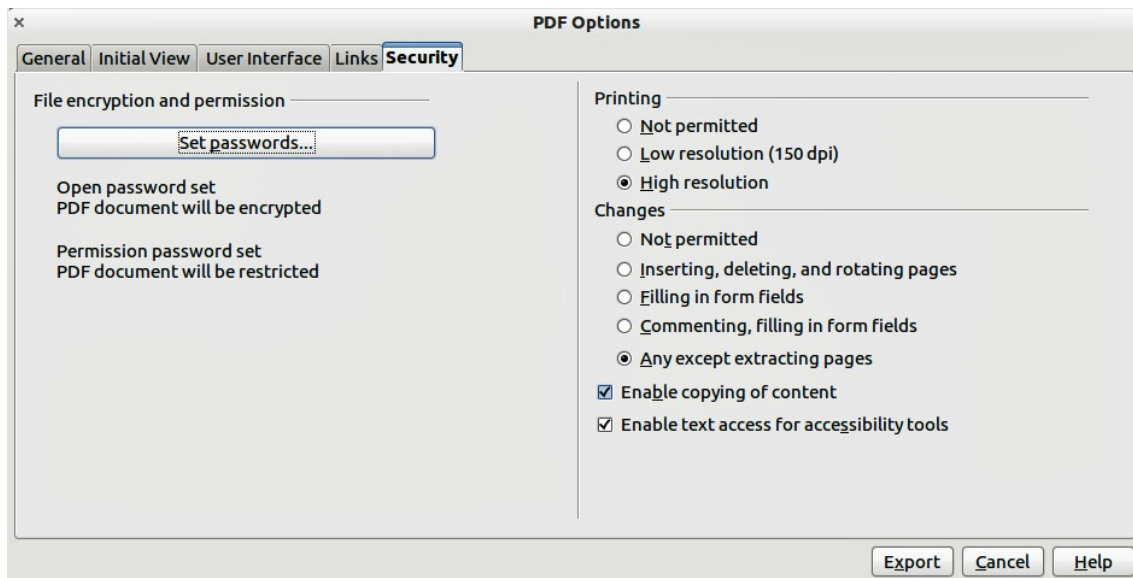 PDF Options
General Initial View User Interface Links Security
File encryption and permission
Set passwords...
Open password set
PDF document will be encrypted
Permission password set
PDF document will be restricted
Printing
Not permitted
Low resolution (150 dpi)
High resolution
Changes
Not permitted
Inserting, deleting, and rotating pages
Filling in form fields
Commenting, filling in form fields
Any except extracting pages
Enable copying of content
Enable text access for accessibility tools
Export Cancel Help